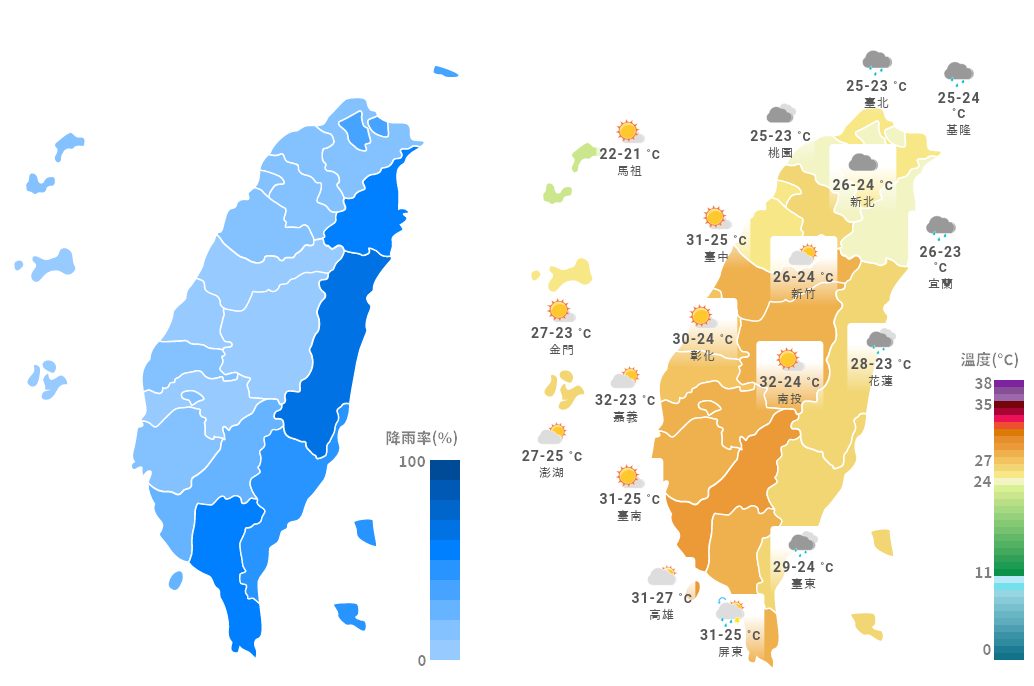 25-23 °C
臺北
25-24
°C
基隆
25-23 °C
桃園
22-21 °C
馬祖
26-24 °C
新北
31-25 °C
臺中
26-23
°C
宜蘭
26-24 °C
新竹
27-23 °C
金門
30-24 °C
彰化
28-23 °C
花蓮
32-24 °C
南投
32-23 °C
嘉義
27-25 °C
澎湖
31-25 °C
臺南
29-24 °C
臺東
31-27 °C
高雄
31-25 °C
屏東
降雨率(%)
100
0
溫度(°C)
38
35
27
24
11
0